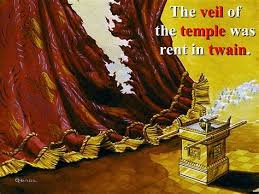 The veil of
the temple was
rent in twain.